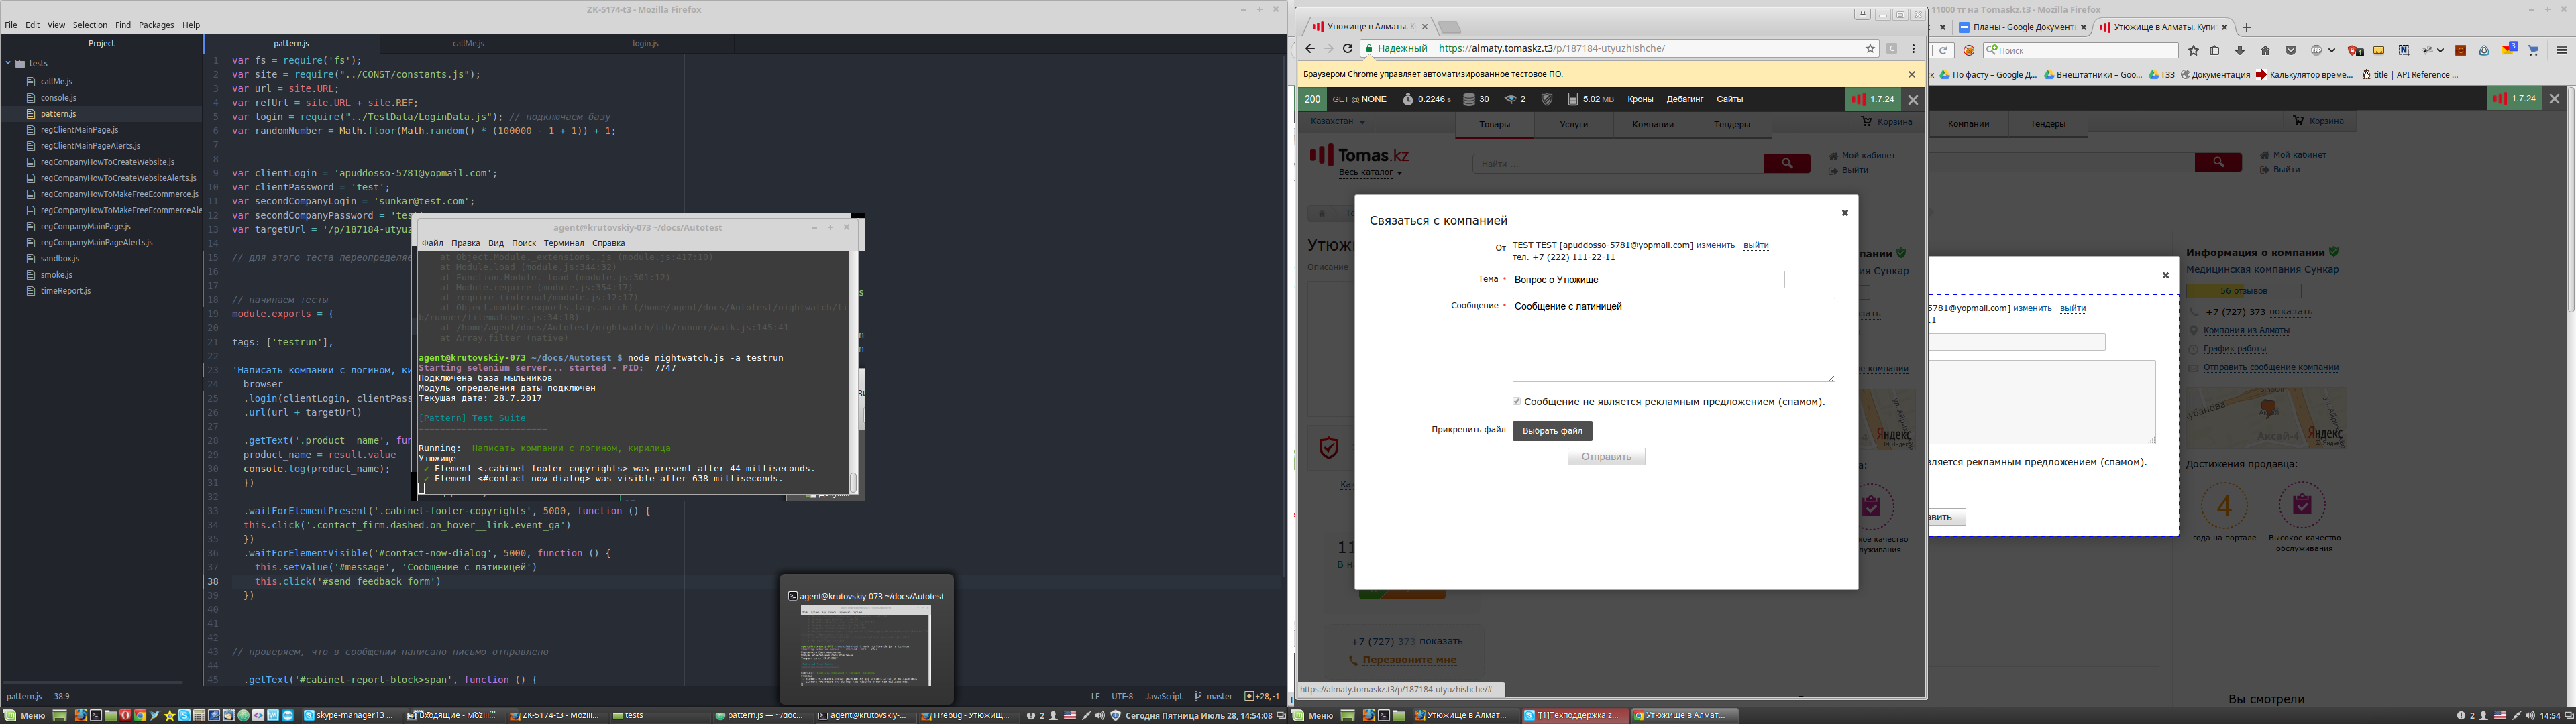 ZK-5174-t3 - Mozilla Firefox
File Edit View Selection Find Packages Help
Project
tests
callMe.js
console.js
pattern.js
regClientMainPage.js
regClientMainPageAlerts.js
regCompanyHowToCreateWebsite.js
regCompanyHowToCreateWebsiteAlerts.js
regCompanyHowToMakeFreeEcommerce.js
regCompanyHowToMakeFreeEcommerceAle
regCompanyMainPage.js
regCompanyMainPageAlerts.js
sandbox.js
smoke.js
timeReport.js
pattern.js callMe.js login.js
1 var fs = require('fs');
2 var site = require("../CONST/constants.js");
3 var url = site.URL;
4 var refUrl = site.URL + site.REF;
5 var login = require("../TestData/LoginData.js"); // подключаем базу
6 var randomNumber = Math.floor(Math.random() * (100000 - 1 + 1)) + 1;
7
8
9 var clientLogin = 'apuddosso-5781@yopmail.com';
10 var clientPassword = 'test';
11 var secondCompanyLogin = 'sunkar@test.com';
12 var secondCompanyPassword = 'tes
13 var targetUrl = '/p/187184-utyuz
14
15 // для этого теста переопределяе
16
17
18 // начинаем тесты
19 module.exports = {
20
21 tags: ['testrun'],
22
23 'Написать компании с логином, ки
24 browser
25 .login(clientLogin, clientPass
26 .url(url + targetUrl)
27
28 .getText('.product__name', fun
29 product_name = result.value
30 console.log(product_name);
31 })
32
33 .waitForElementPresent('.cabinet-footer-copyrights', 5000, function () {
34 this.click('.contact_firm.dashed.on_hover__link.event_ga')
35 })
36 .waitForElementVisible('#contact-now-dialog', 5000, function () {
37 this.setValue('#message', 'Сообщение с латиницей')
38 this.click('#send_feedback_form')
39 })
40
41
42
43 // проверяем, что в сообщении написано письмо отправлено
44
45 .getText('#cabinet-report-block>span', function () {
pattern.js 38:9
LF UTF-8 JavaScript master +28, -1
agent@krutovskiy-073 ~/docs/Autotest
Файл Правка Вид Поиск Терминал Справка
at Object.Module._extensions..js (module.js:417:10)
at Module.load (module.js:344:32)
at Function.Module._load (module.js:301:12)
at Module.require (module.js:354:17)
at require (internal/module.js:12:17)
at Object.module.exports.tags.match (/home/agent/docs/Autotest/nightwatch/li
b/runner/filematcher.js:34:10)
at /home/agent/docs/Autotest/nightwatch/lib/runner/walk.js:145:41
at Array.filter (native)
agent@krutovskiy-073 ~/docs/Autotest $ node nightwatch.js -a testrun
Starting selenium server... started - PID: 7747
Подключена база мыльников
Модуль определения даты подключен
Текущая дата: 28.7.2017
[Pattern] Test Suite
=======================
Running: Написать компании с логином, кирилица
Утюжище
✔ Element <.cabinet-footer-copyrights> was present after 44 milliseconds.
✔ Element <#contact-now-dialog> was visible after 638 milliseconds.
agent@krutovskiy-073 ~/docs/Autotest
Утюжище в Алматы. К
Надежный https://almaty.tomaskz.t3/p/187184-utyuzhishche/
Браузером Chrome управляет автоматизированное тестовое ПО.
200 GET @ NONE 0.2246 s 30 2 5.02 MB Кроны Дебагинг Сайты 1.7.24
Казахстан Товары Услуги Компании Тендеры Корзина
Tomas.kz
Весь каталог
Найти ...
Мой кабинет
Выйти
Связаться с компанией
От TEST TEST [apuddosso-5781@yopmail.com] изменить выйти
тел. +7 (222) 111-22-11
Тема * Вопрос о Утюжище
Сообщение * Сообщение с латиницей
Сообщение не является рекламным предложением (спамом).
Прикрепить файл Выбрать файл
Отправить
Описание
+7 (727) 373 показать
Перезвоните мне
https://almaty.tomaskz.t3/p/187184-utyuzhishche/#
11000 тг на Tomaskz.t3 - Mozilla Firefox
Планы - Google Документ Утюжище в Алматы. Купи
Поиск
По фасту – Google Д... Внештатники – Goo... ТЗ3 Документация Калькулятор време... title | API Reference ...
1.7.24
Компании Тендеры Корзина
Мой кабинет
Выйти
5781@yopmail.com] изменить выйти
11
вляется рекламным предложением (спамом).
авить
Информация о компании
Медицинская компания Сункар
56 отзывов
+7 (727) 373 показать
Компания из Алматы
График работы
Отправить сообщение компании
Аксай-4
Яндекс
Достижения продавца:
4
года на портале
Высокое качество
обслуживания
Вы смотрели
Меню skype-manager13 ... Входящие - Mozill... ZK-5174-t3 - Mozi... tests pattern.js — ~/doc... agent@krutovskiy-... Firebug - Утюжищ... 2 Сегодня Пятница Июль 28, 14:54:08
Меню Утюжище в Алмат... [[1]Техподдержка z... Утюжище в Алмат... 2 14:54